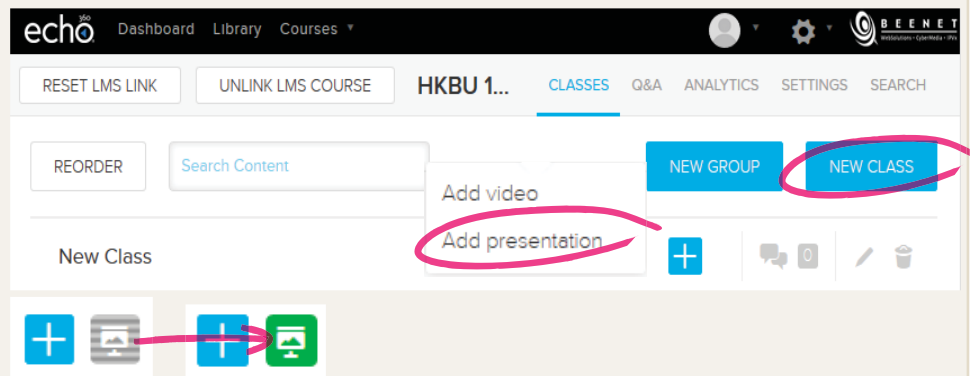 echo360 Dashboard Library Courses BEENET
RESET LMS LINK UNLINK LMS COURSE HKBU 1... CLASSES Q&A ANALYTICS SETTINGS SEARCH
REORDER Search Content NEW GROUP NEW CLASS
Add video
Add presentation
New Class 0